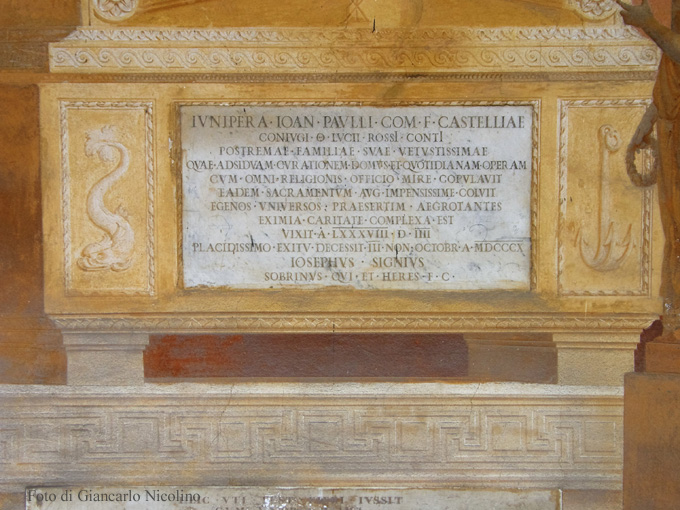 IVNIPERA · IOAN · PAVLLI · COM · F · CASTELLIAE
CONIVGI · Θ · LVCII · ROSSI · CONTI
POSTREMAE · FAMILIAE · SVAE · VETVSTISSIMAE
QVAE · ADSIDVAM · CVRATIONEM · DOMVS · ET · QVOTIDIANAM · OPERAM
CVM · OMNI · RELIGIONIS · OFFICIO · MIRE · COPVLAVIT
EADEM · SACRAMENTVM · AVG · IMPENSISSIME · COLVIT
EGENOS · VNIVERSOS ; PRAESERTIM · AEGROTANTES
EXIMIA · CARITATE · COMPLEXA · EST
VIXIT · A · LXXXVIII · D · IIII
PLACIDISSIMO · EXITV · DECESSIT · III · NON · OCTOBR · A · MDCCCX
IOSEPHVS · SIGNIVS
SOBRINVS · QVI · ET · HERES · F · C ·
VTI · IVSSIT
Foto di Giancarlo Nicolino